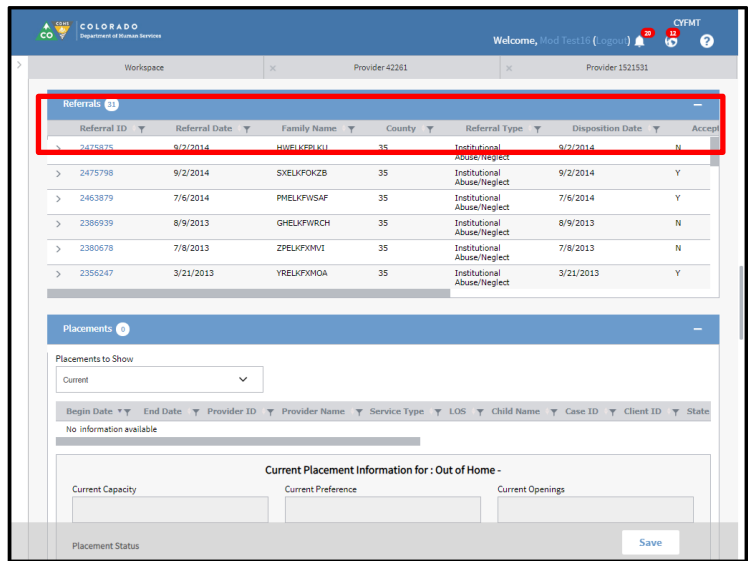 CYFMT
COLORADO
Department of Human Services
CO CDHS
Welcome, Mod Test16 (Logout) 20 12 ?
Workspace × Provider 42261 × Provider 1521531
Referrals 31
Referral ID Referral Date Family Name County Referral Type Disposition Date Accept
2475875 9/2/2014 HWELKFPLKU 35 Institutional Abuse/Neglect 9/2/2014 N
2475798 9/2/2014 SXELKFOKZB 35 Institutional Abuse/Neglect 9/2/2014 Y
2463879 7/6/2014 PMELKFWSAF 35 Institutional Abuse/Neglect 7/6/2014 Y
2386939 8/9/2013 GHELKFWRCH 35 Institutional Abuse/Neglect 8/9/2013 N
2380678 7/8/2013 ZPELKFXMVI 35 Institutional Abuse/Neglect 7/8/2013 N
2356247 3/21/2013 YRELKFXMOA 35 Institutional Abuse/Neglect 3/21/2013 Y
Placements 0
Placements to Show
Current
Begin Date End Date Provider ID Provider Name Service Type LOS Child Name Case ID Client ID State
No information available
Current Placement Information for : Out of Home -
Current Capacity Current Preference Current Openings
Placement Status Save